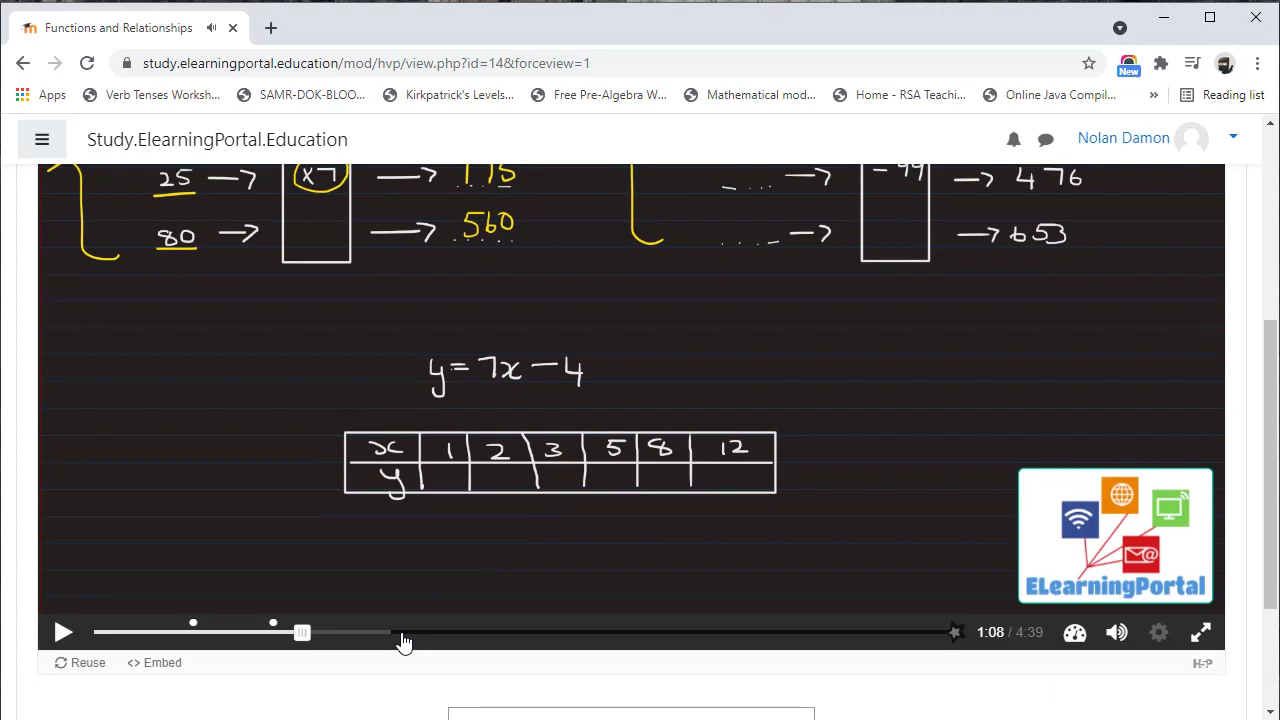 Functions and Relationships
study.elearningportal.education/mod/hvp/view.php?id=14&forceview=1
New
Apps Verb Tenses Worksh... SAMR-DOK-BLOO... Kirkpatrick's Levels... Free Pre-Algebra W... Mathematical mod... Home - RSA Teachi... Online Java Compil... » Reading list
Study.ElearningPortal.Education Nolan Damon
25 → x7 → 175 ... → -99 → 476
80 → → 560 .... → → 653
y = 7x - 4
x 1 2 3 5 8 12
y
ELearningPortal
1:08 / 4:39
Reuse <> Embed H-P